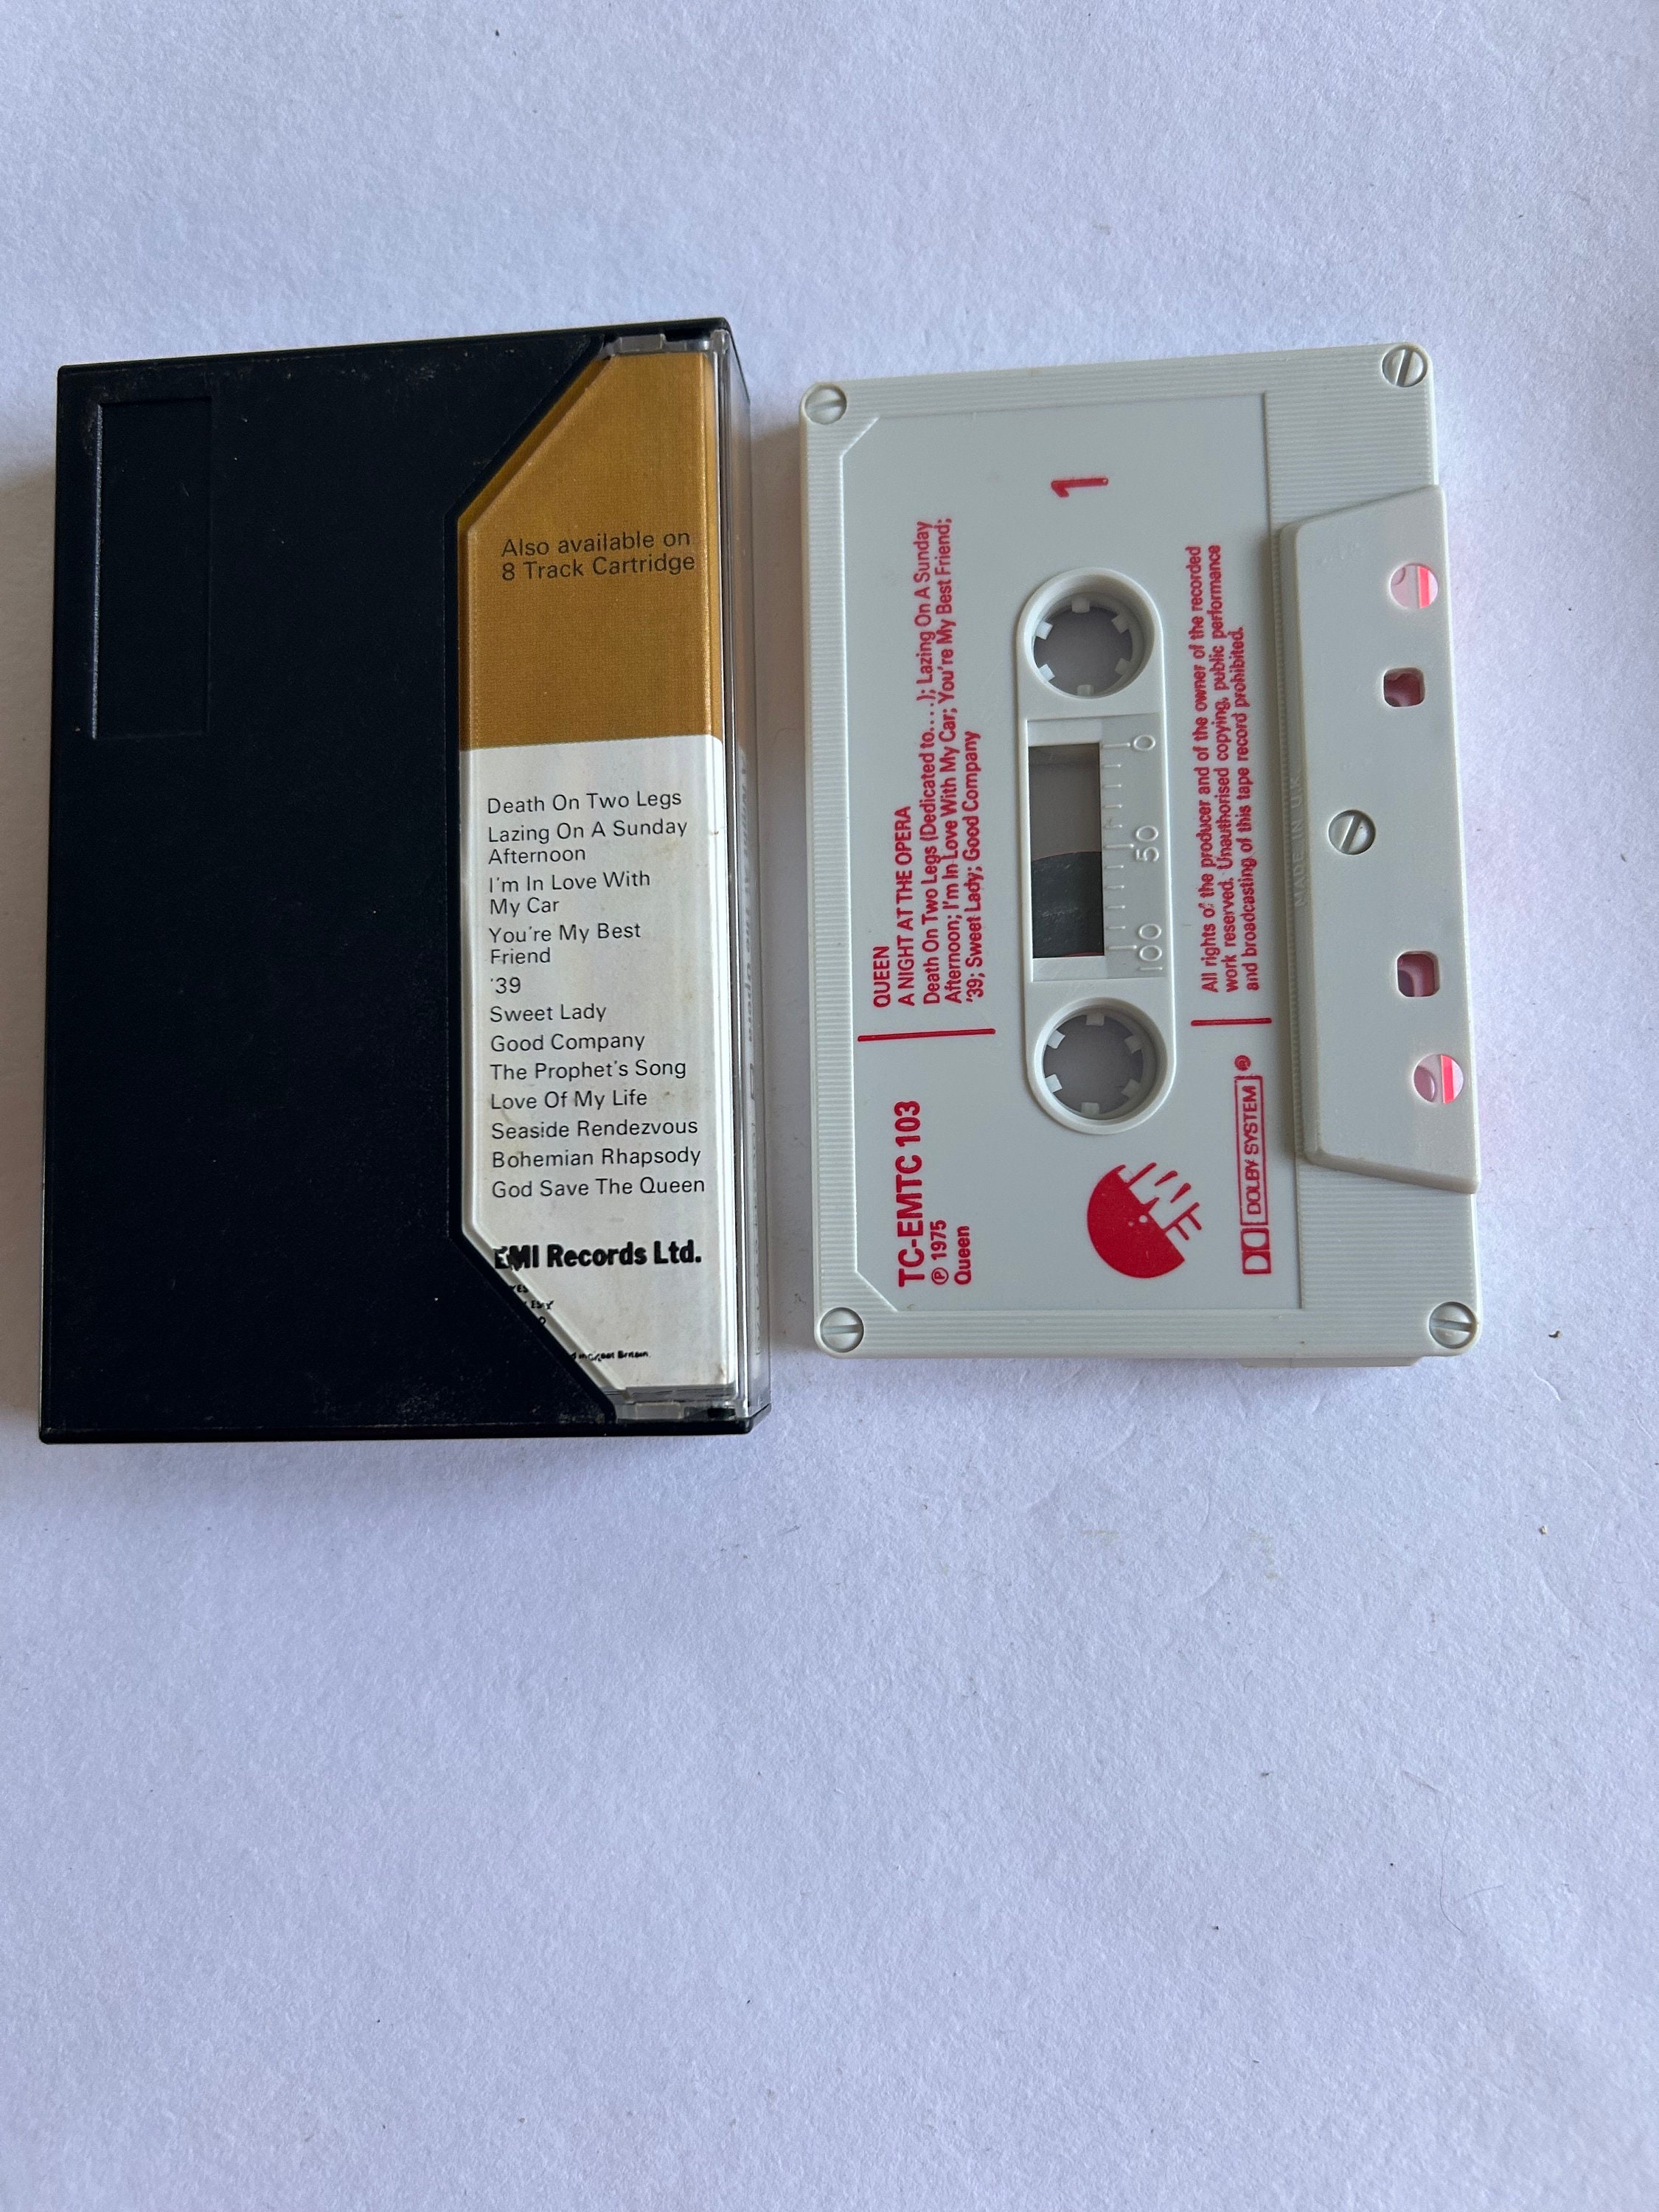 Also available on
8 Track Cartridge
Death On Two Legs
Lazing On A Sunday
Afternoon
I'm In Love With
My Car
You're My Best
Friend
'39
Sweet Lady
Good Company
The Prophet's Song
Love Of My Life
Seaside Rendezvous
Bohemian Rhapsody
God Save The Queen
EMI Records Ltd.
Britain.
1
QUEEN
A NIGHT AT THE OPERA
Death On Two Legs (Dedicated to....); Lazing On A Sunday
Afternoon; I'm In Love With My Car; You're My Best Friend;
'39; Sweet Lady; Good Company
TC-EMTC 103
℗ 1975
Queen
EMI
0 50 100
All rights of the producer and of the owner of the recorded
work reserved. Unauthorised copying, public performance
and broadcasting of this tape record prohibited.
DOLBY SYSTEM ®
MADE IN U.K.